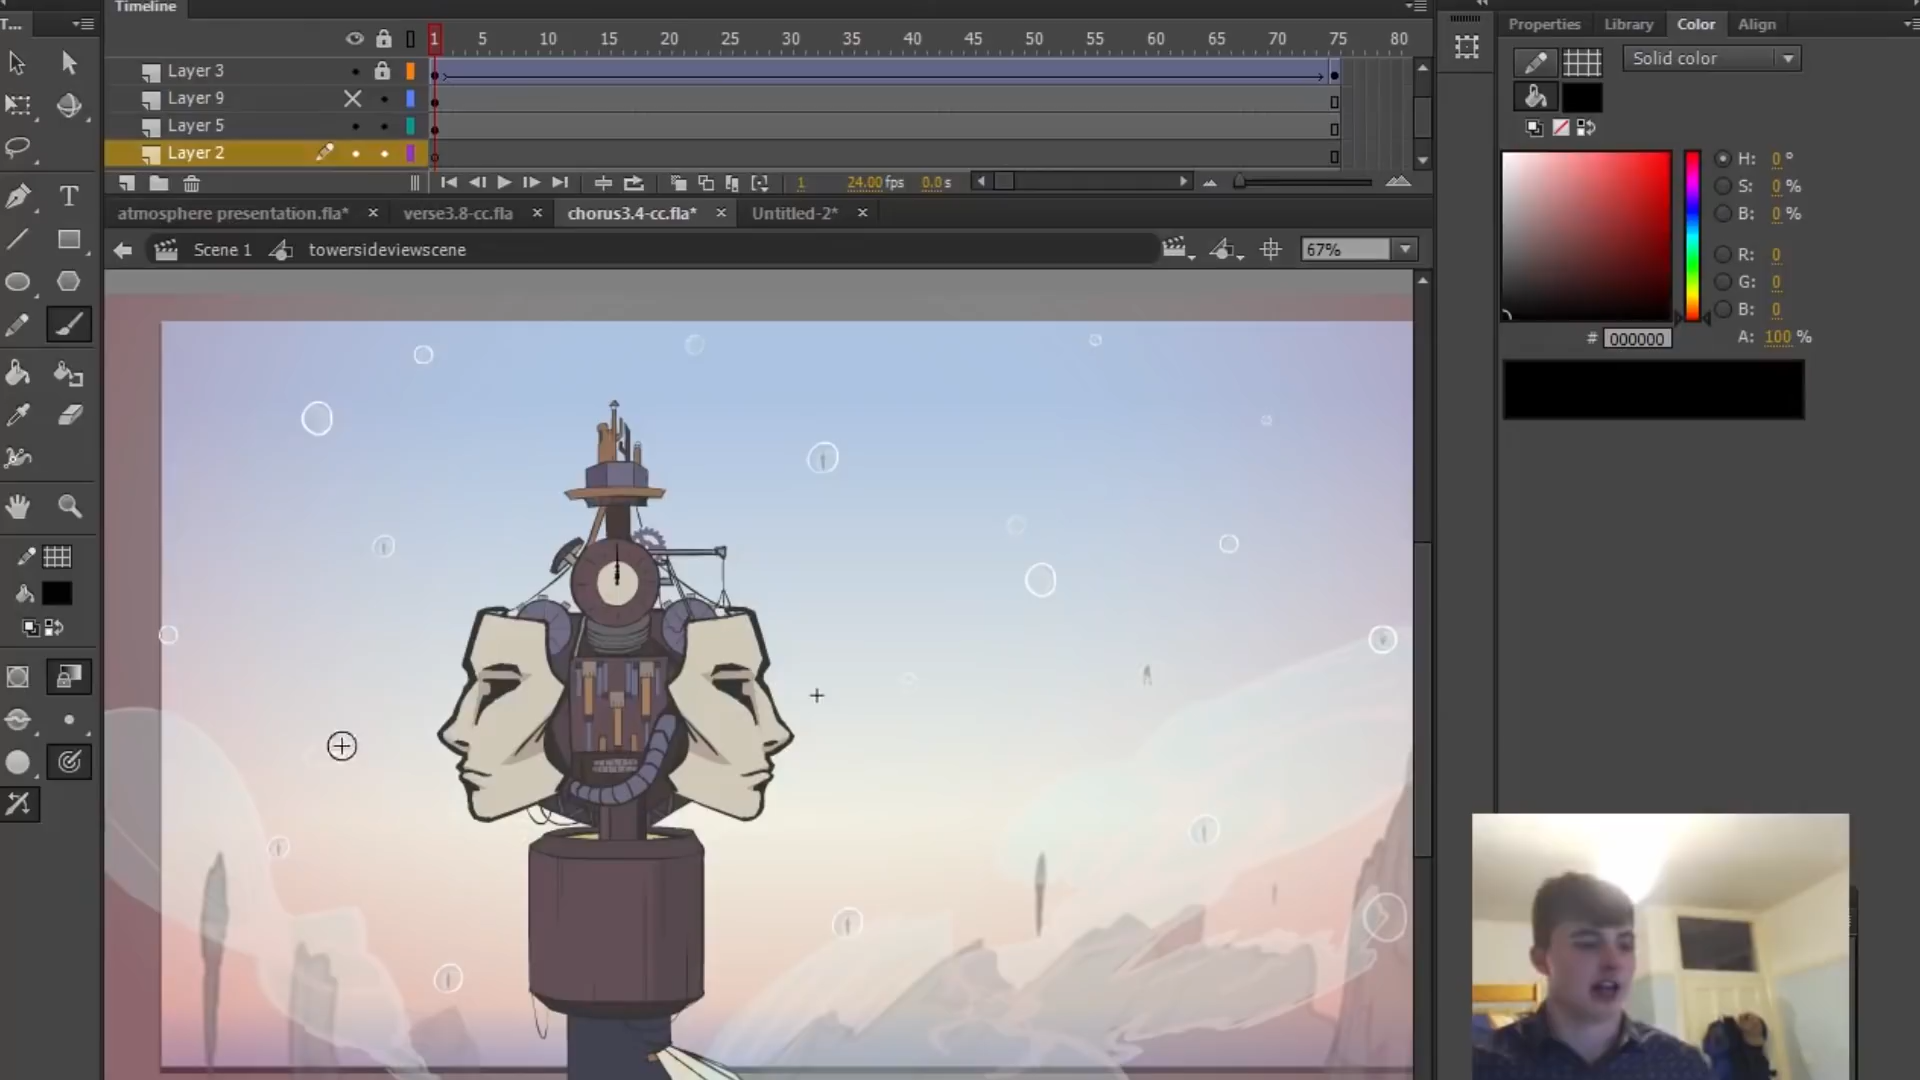 Timeline
T...
Properties Library Color Align
1 5 10 15 20 25 30 35 40 45 50 55 60 65 70 75 80
Layer 3
Layer 9
Layer 5
Layer 2
Solid color
H: 0 °
S: 0 %
B: 0 %
R: 0
G: 0
B: 0
# 000000 A: 100 %
1 24.00 fps 0.0 s
atmosphere presentation.fla* verse3.8-cc.fla chorus3.4-cc.fla* Untitled-2*
Scene 1 towersideviewscene 67%
T